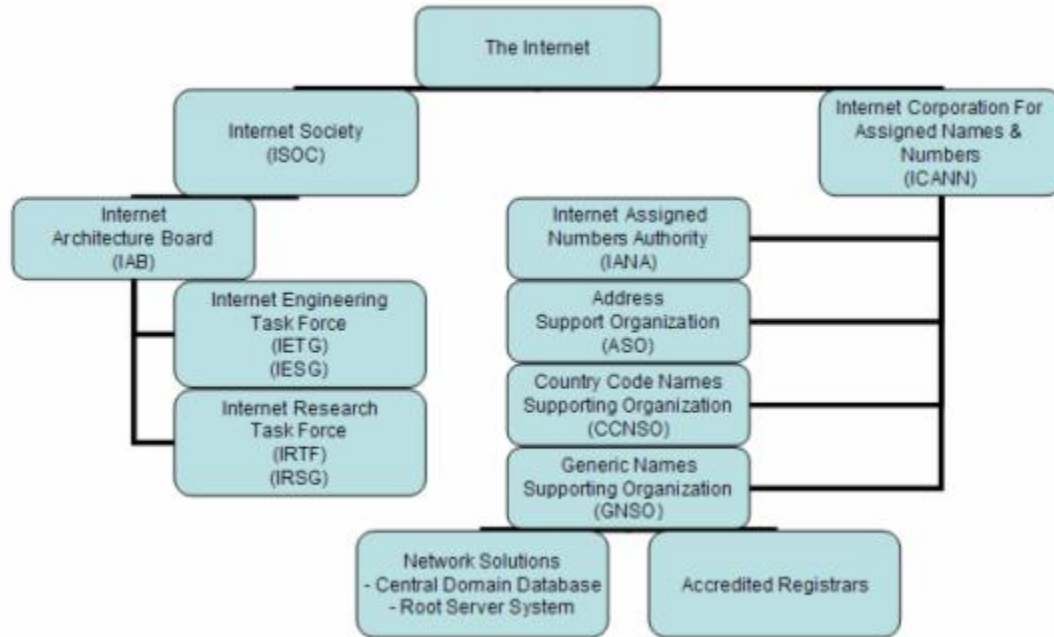 The Internet
Internet Society
(ISOC)
Internet Corporation For
Assigned Names &
Numbers
(ICANN)
Internet
Architecture Board
(IAB)
Internet Engineering
Task Force
(IETG)
(IESG)
Internet Research
Task Force
(IRTF)
(IRSG)
Internet Assigned
Numbers Authority
(IANA)
Address
Support Organization
(ASO)
Country Code Names
Supporting Organization
(CCNSO)
Generic Names
Supporting Organization
(GNSO)
Network Solutions
- Central Domain Database
- Root Server System
Accredited Registrars